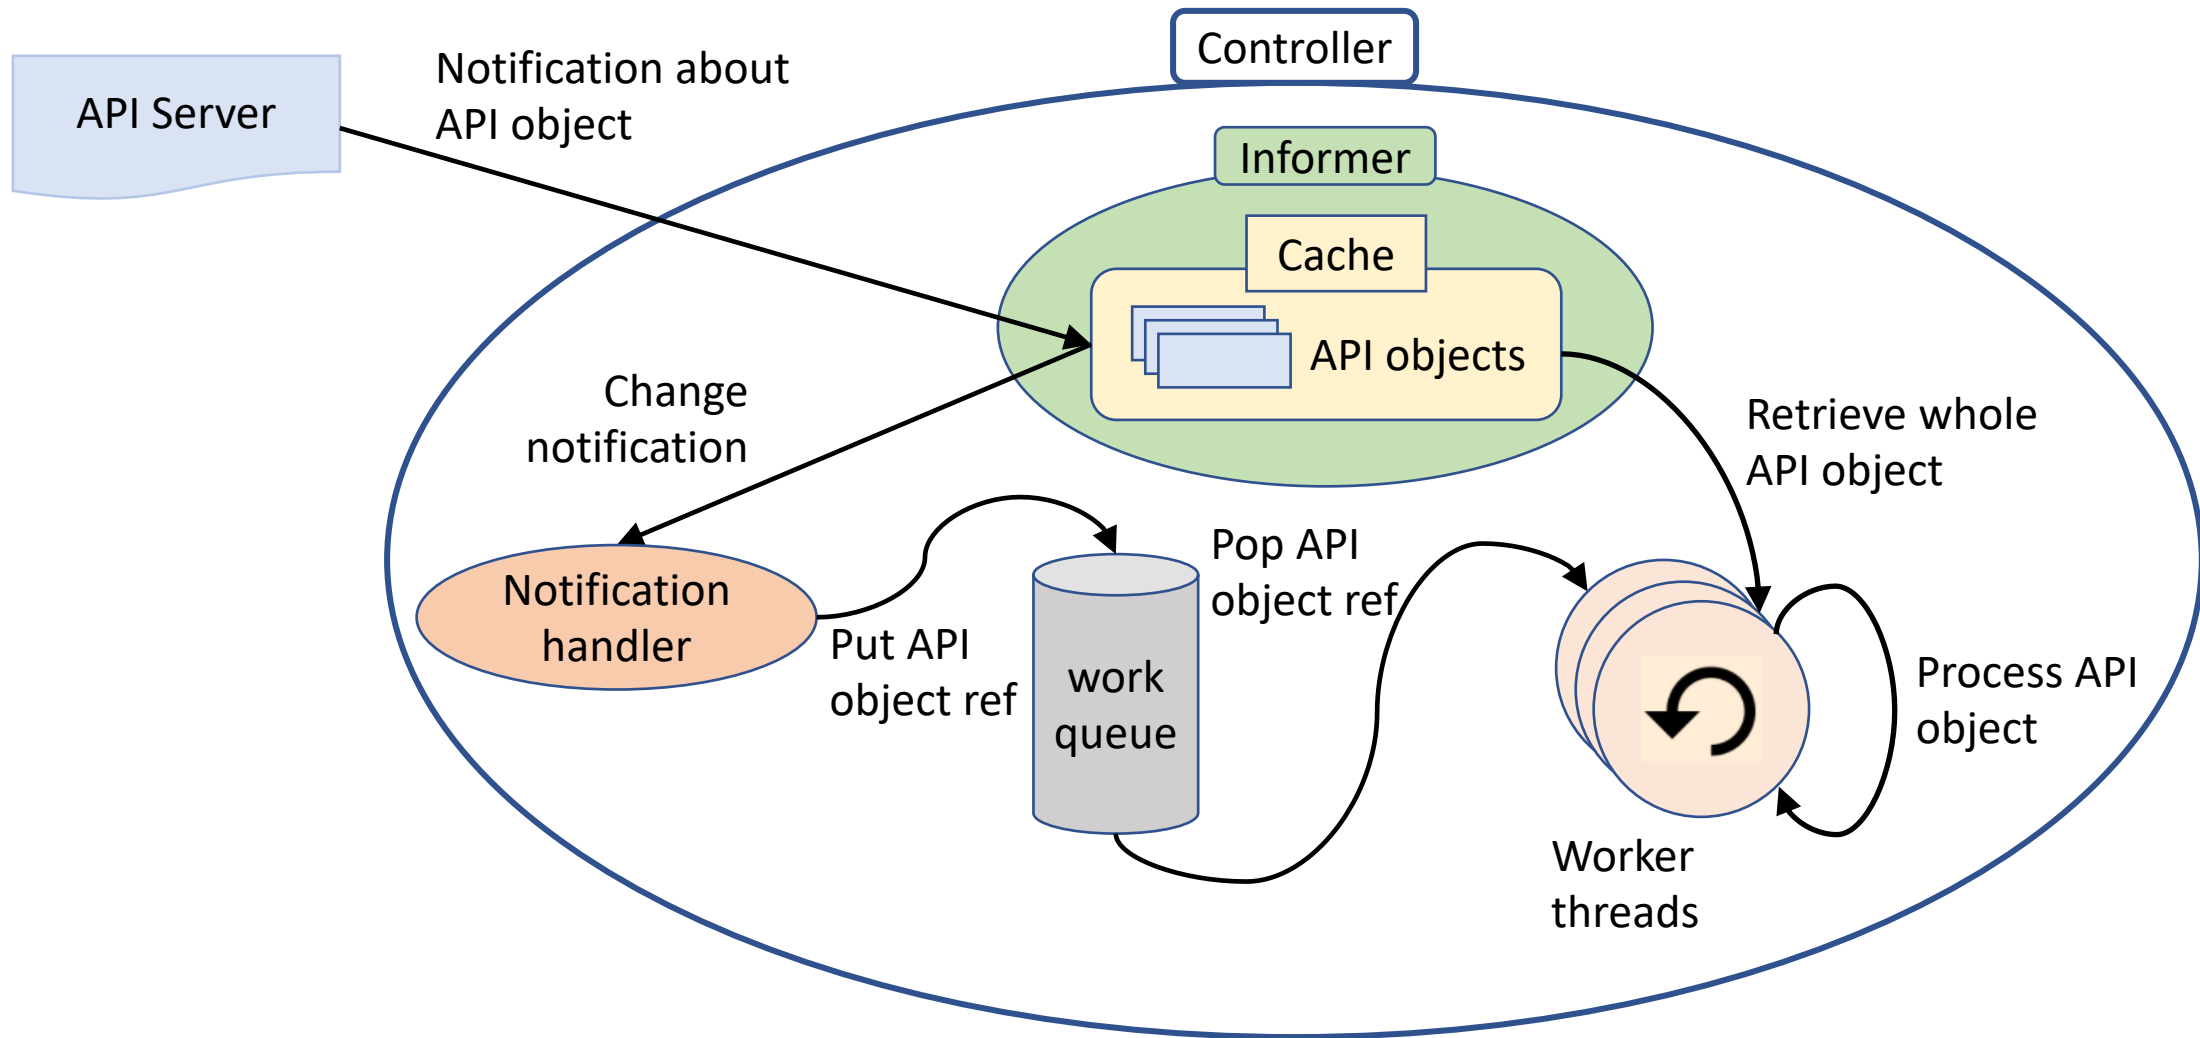 Controller
API Server
Notification about
API object
Informer
Cache
API objects
Change
notification
Retrieve whole
API object
Notification
handler
Put API
object ref
Pop API
object ref
work
queue
Process API
object
Worker
threads